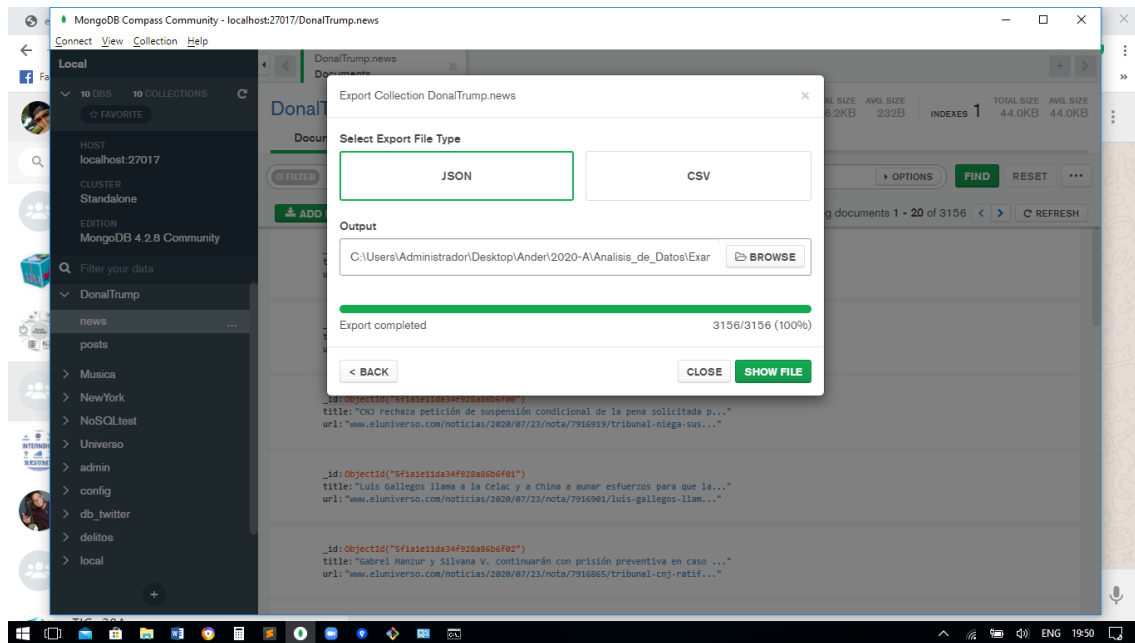 MongoDB Compass Community - localhost:27017/DonalTrump.news
Connect View Collection Help
Local
10 DBS 10 COLLECTIONS
FAVORITE
HOST
localhost:27017
CLUSTER
Standalone
EDITION
MongoDB 4.2.8 Community
Filter your data
DonalTrump
news ...
posts
Musica
NewYork
NoSQLtest
Universo
admin
config
db_twitter
delitos
local
DonalTrump.news
Documents
DonalT
AVG. SIZE
232B
INDEXES 1
TOTAL SIZE AVG. SIZE
44.0KB 44.0KB
Docun
FILTER
OPTIONS
FIND
RESET
ADD
documents 1 - 20 of 3156
REFRESH
Export Collection DonalTrump.news
Select Export File Type
JSON
CSV
Output
C:\Users\Administrador\Desktop\Ander\2020-A\Analisis_de_Datos\Exar
BROWSE
Export completed
3156/3156 (100%)
< BACK
CLOSE
SHOW FILE
title:"CNJ rechaza petición de suspensión condicional de la pena solicitada p..."
url:"www.eluniverso.com/noticias/2020/07/23/nota/7916919/tribunal-niega-sus..."
_id:ObjectId("5f1a1e11da34f928a86b6f01")
title:"Luis Gallegos llama a la Celac y a China a aunar esfuerzos para que la..."
url:"www.eluniverso.com/noticias/2020/07/23/nota/7916901/luis-gallegos-llam..."
_id:ObjectId("5f1a1e11da34f928a86b6f02")
title:"Gabriel Manzur y Silvana V. continuarán con prisión preventiva en caso ..."
url:"www.eluniverso.com/noticias/2020/07/23/nota/7916865/tribunal-cnj-ratif..."
ENG 19:50